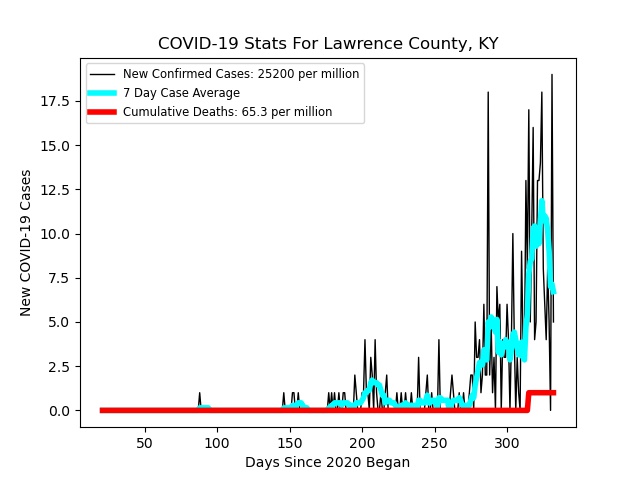 COVID-19 Stats For Lawrence County, KY
New Confirmed Cases: 25200 per million
7 Day Case Average
Cumulative Deaths: 65.3 per million
New COVID-19 Cases
17.5
15.0
12.5
10.0
7.5
5.0
2.5
0.0
50 100 150 200 250 300
Days Since 2020 Began